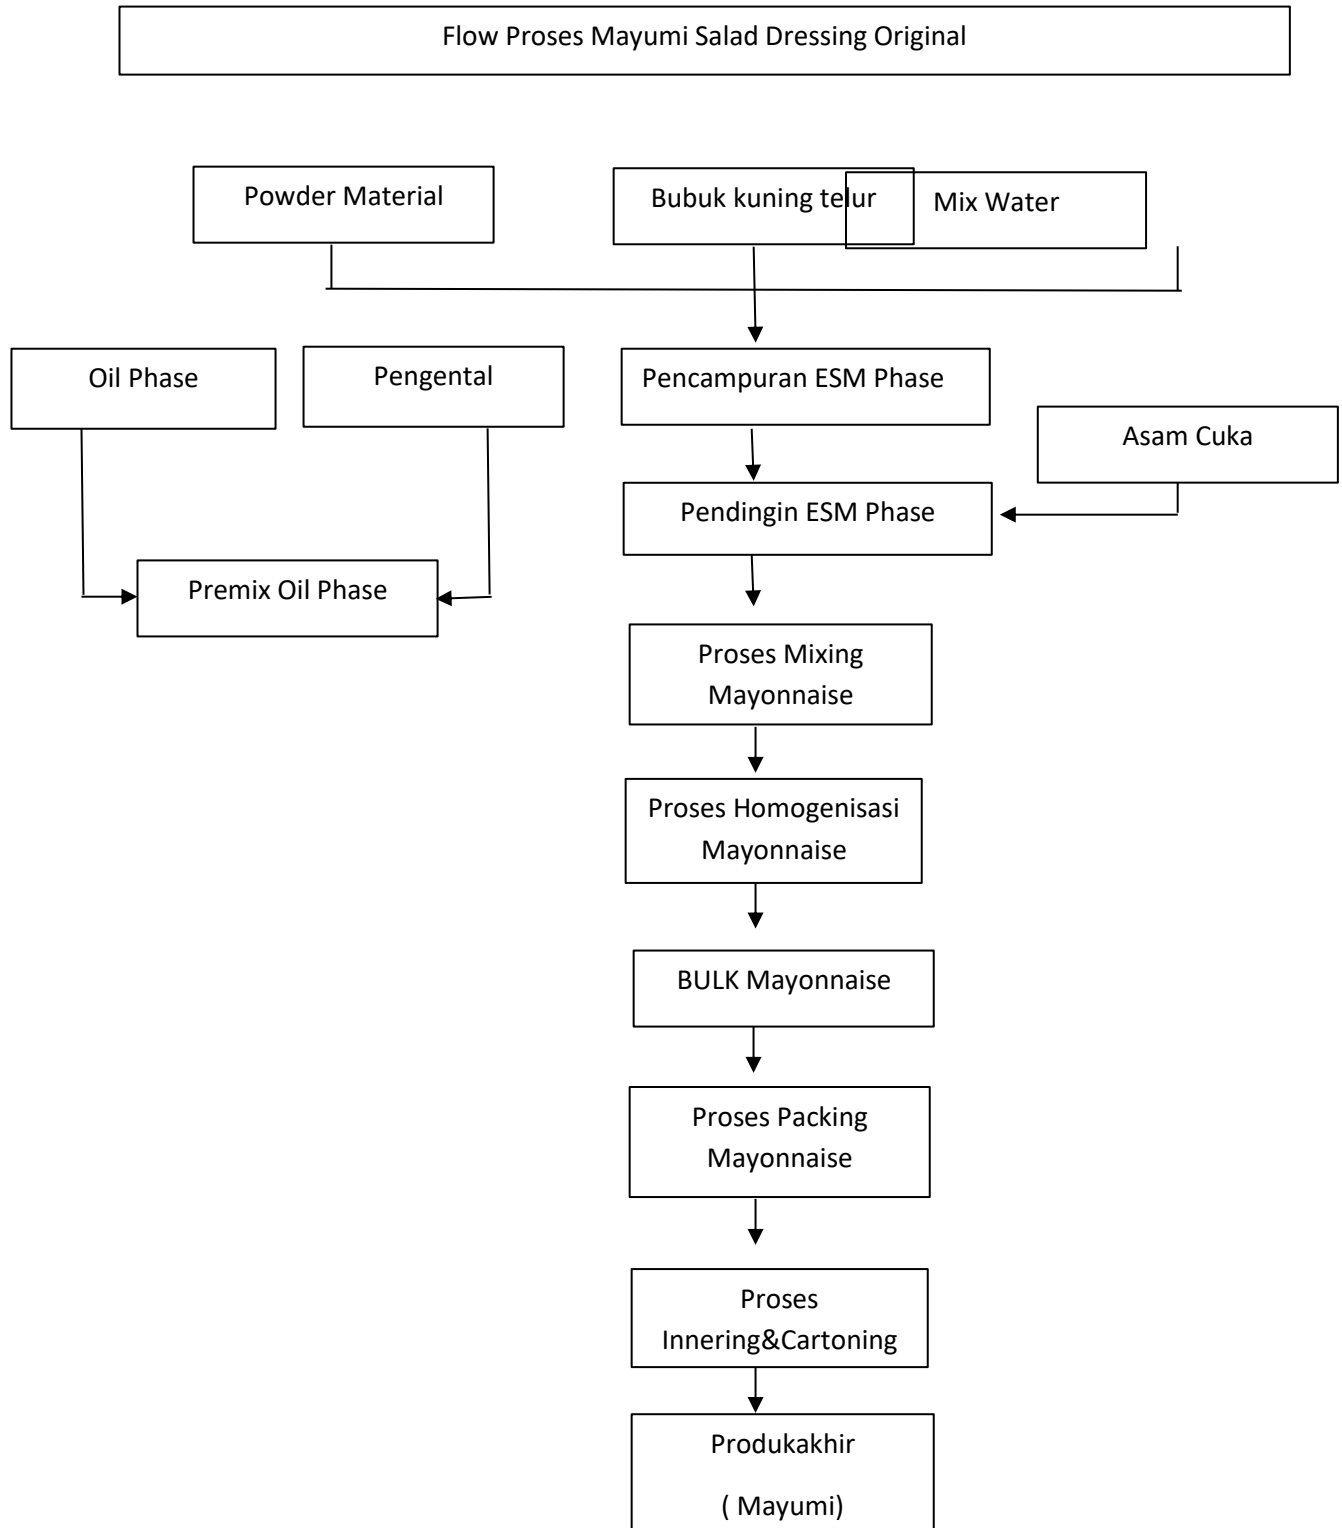 Flow Proses Mayumi Salad Dressing Original
Powder Material
Bubuk kuning telur
Mix Water
Oil Phase
Pengental
Pencampuran ESM Phase
Asam Cuka
Pendingin ESM Phase
Premix Oil Phase
Proses Mixing
Mayonnaise
Proses Homogenisasi
Mayonnaise
BULK Mayonnaise
Proses Packing
Mayonnaise
Proses
Innering&Cartoning
Produkakhir
( Mayumi)